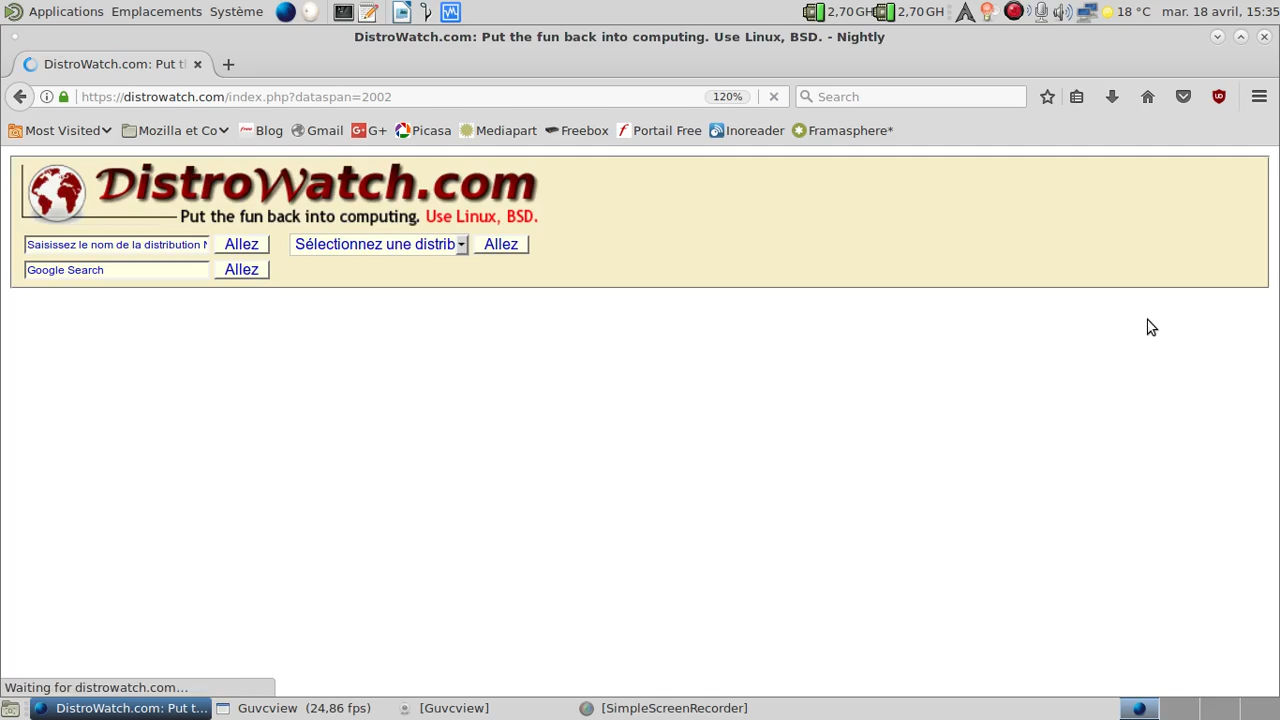 Applications Emplacements Système 2,70 GH 2,70 GH 18 °C mar. 18 avril, 15:35
DistroWatch.com: Put the fun back into computing. Use Linux, BSD. - Nightly
DistroWatch.com: Put tl
https://distrowatch.com/index.php?dataspan=2002 120% Search
Most Visited Mozilla et Co Blog Gmail G+ Picasa Mediapart Freebox Portail Free Inoreader Framasphere*
DistroWatch.com
Put the fun back into computing. Use Linux, BSD.
Saisissez le nom de la distribution Allez Sélectionnez une distrib Allez
Google Search Allez
Waiting for distrowatch.com…
DistroWatch.com: Put t... Guvcview (24,86 fps) [Guvcview] [SimpleScreenRecorder]